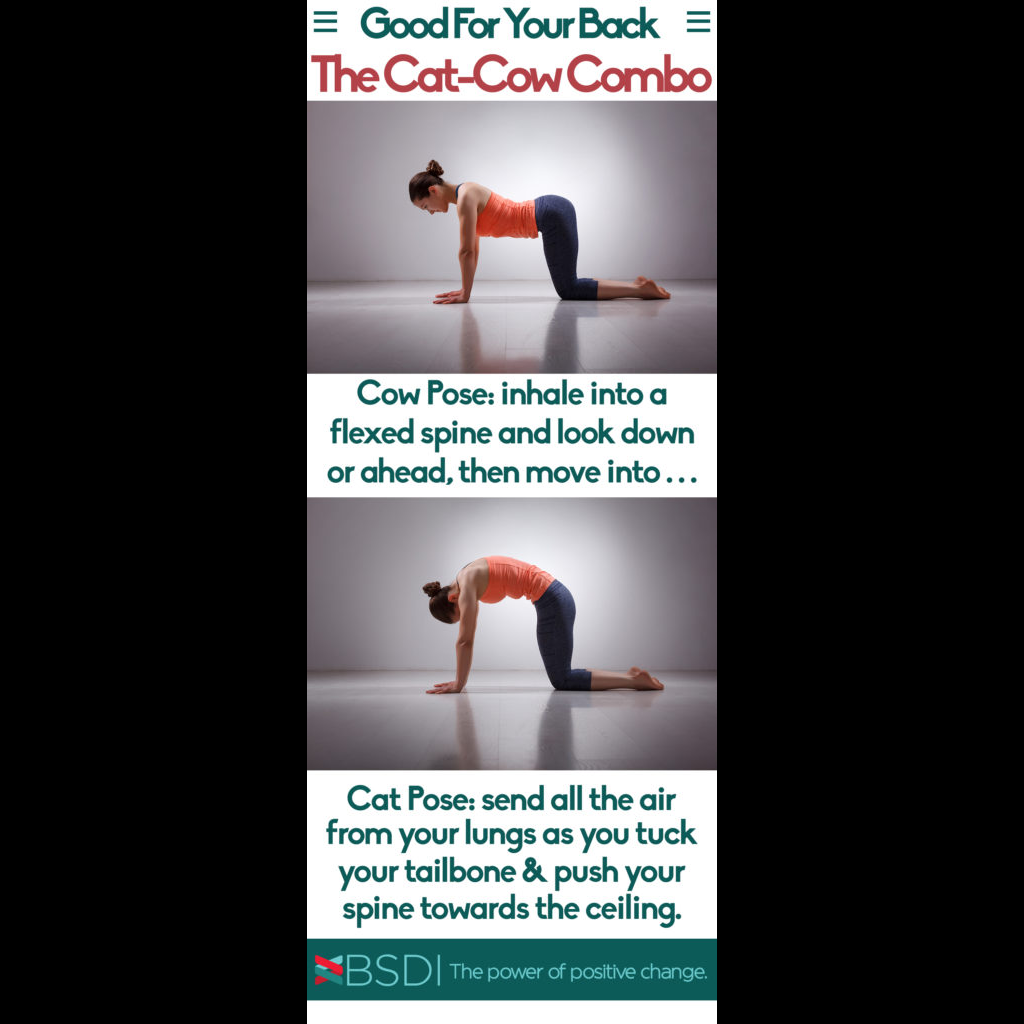 Good For Your Back
The Cat-Cow Combo
Cow Pose: inhale into a
flexed spine and look down
or ahead, then move into . . .
Cat Pose: send all the air
from your lungs as you tuck
your tailbone & push your
spine towards the ceiling.
BSDI The power of positive change.